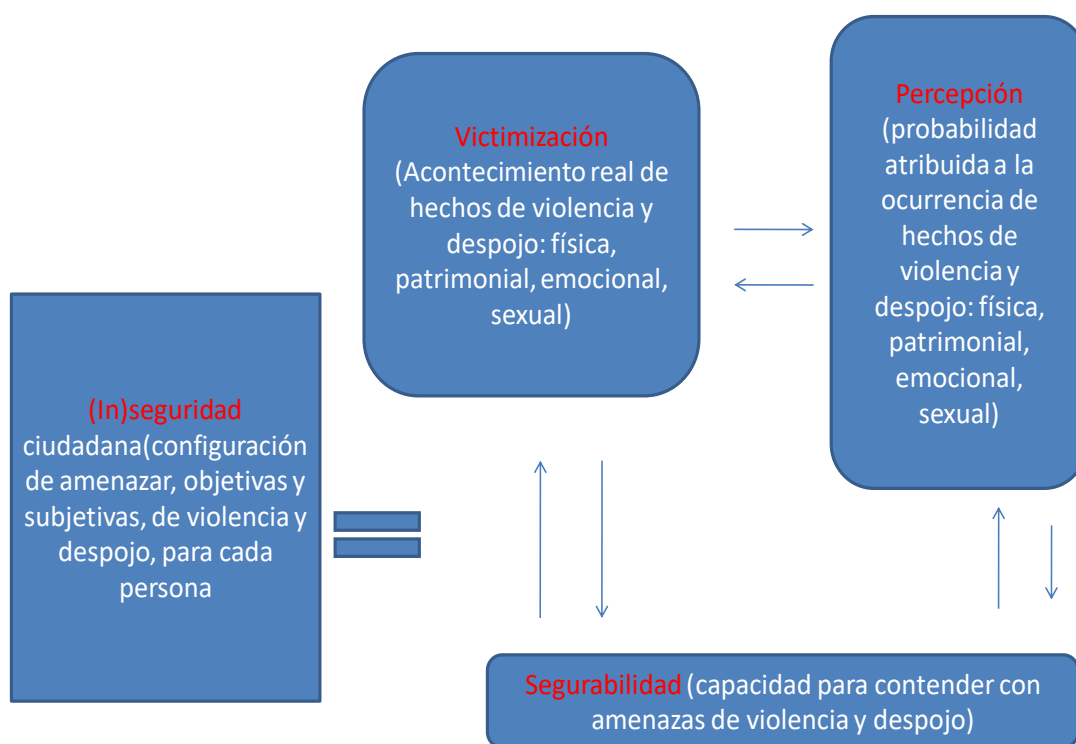 (In)seguridad
ciudadana(configuración
de amenazar, objetivas y
subjetivas, de violencia y
despojo, para cada
persona
Victimización
(Acontecimiento real de
hechos de violencia y
despojo: física,
patrimonial, emocional,
sexual)
Percepción
(probabilidad
atribuida a la
ocurrencia de
hechos de
violencia y
despojo: física,
patrimonial,
emocional,
sexual)
Segurabilidad (capacidad para contender con
amenazas de violencia y despojo)